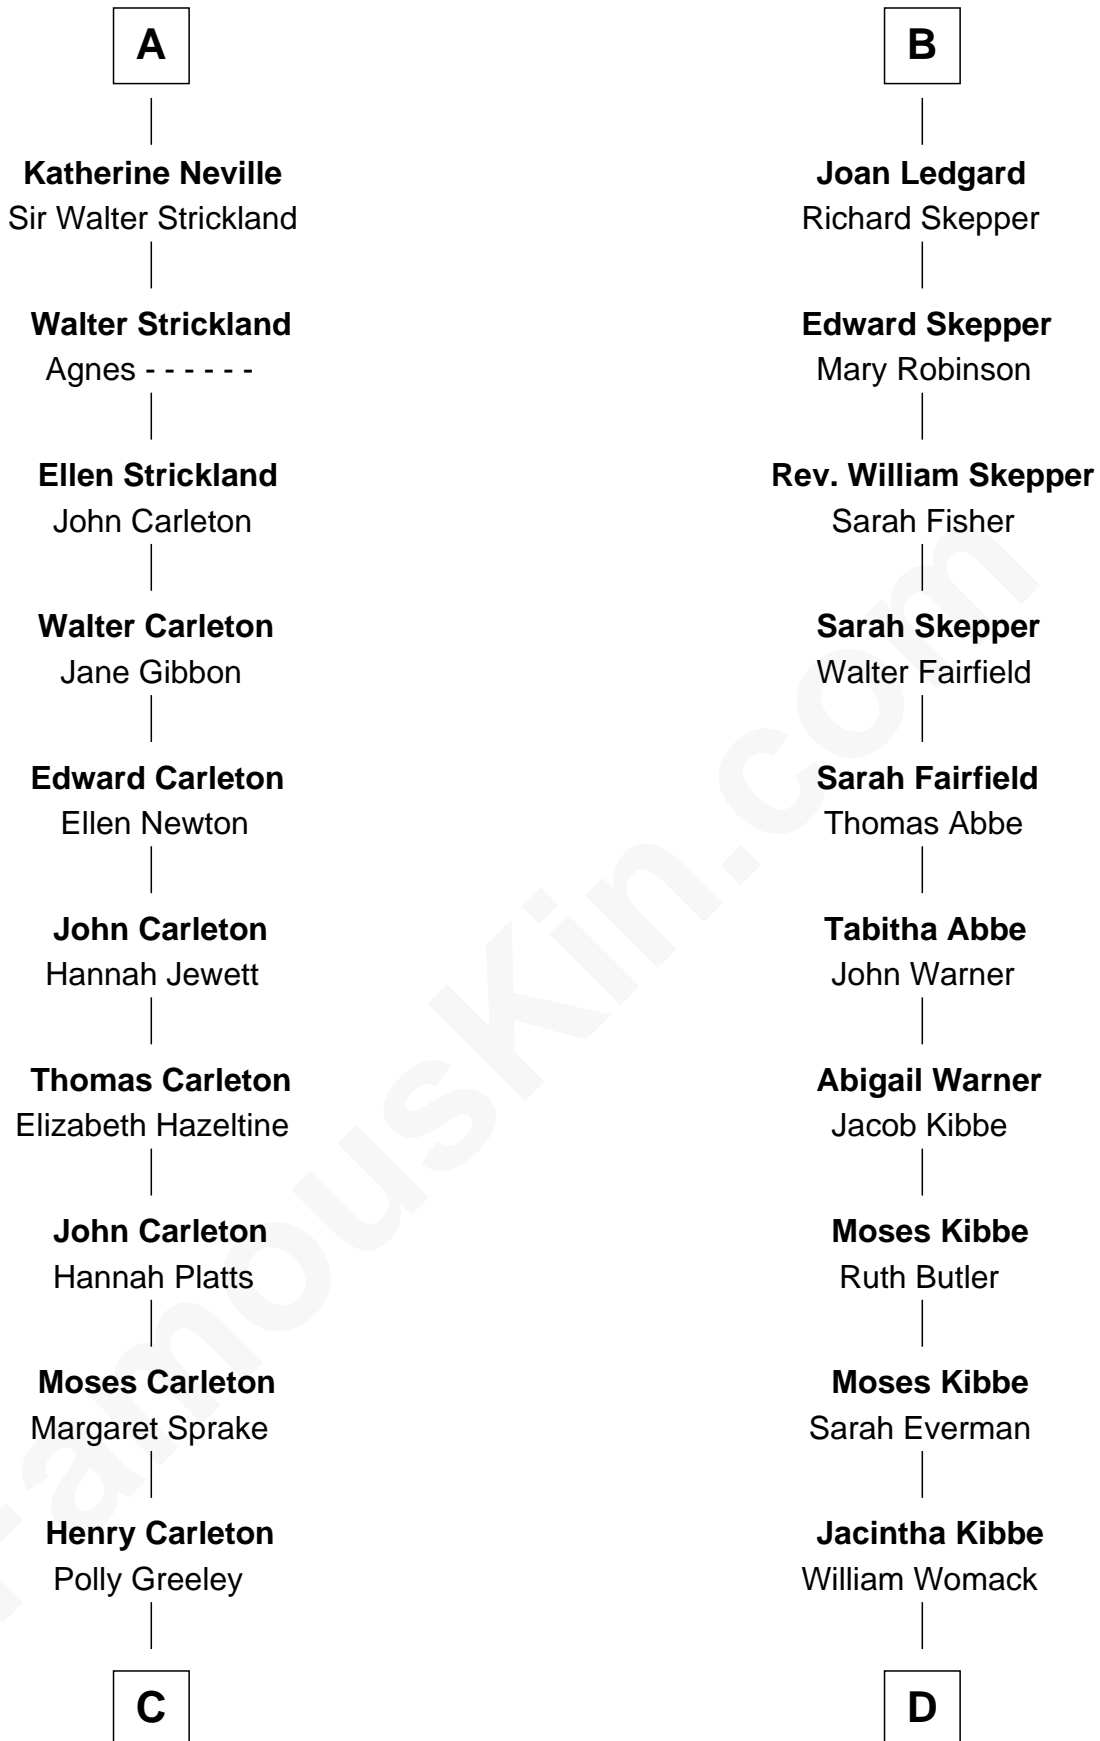 A
Katherine Neville
Sir Walter Strickland
Walter Strickland
Agnes - - - - - -
Ellen Strickland
John Carleton
Walter Carleton
Jane Gibbon
Edward Carleton
Ellen Newton
John Carleton
Hannah Jewett
Thomas Carleton
Elizabeth Hazeltine
John Carleton
Hannah Platts
Moses Carleton
Margaret Sprake
Henry Carleton
Polly Greeley
C
B
Joan Ledgard
Richard Skepper
Edward Skepper
Mary Robinson
Rev. William Skepper
Sarah Fisher
Sarah Skepper
Walter Fairfield
Sarah Fairfield
Thomas Abbe
Tabitha Abbe
John Warner
Abigail Warner
Jacob Kibbe
Moses Kibbe
Ruth Butler
Moses Kibbe
Sarah Everman
Jacintha Kibbe
William Womack
D
FamousKin.com